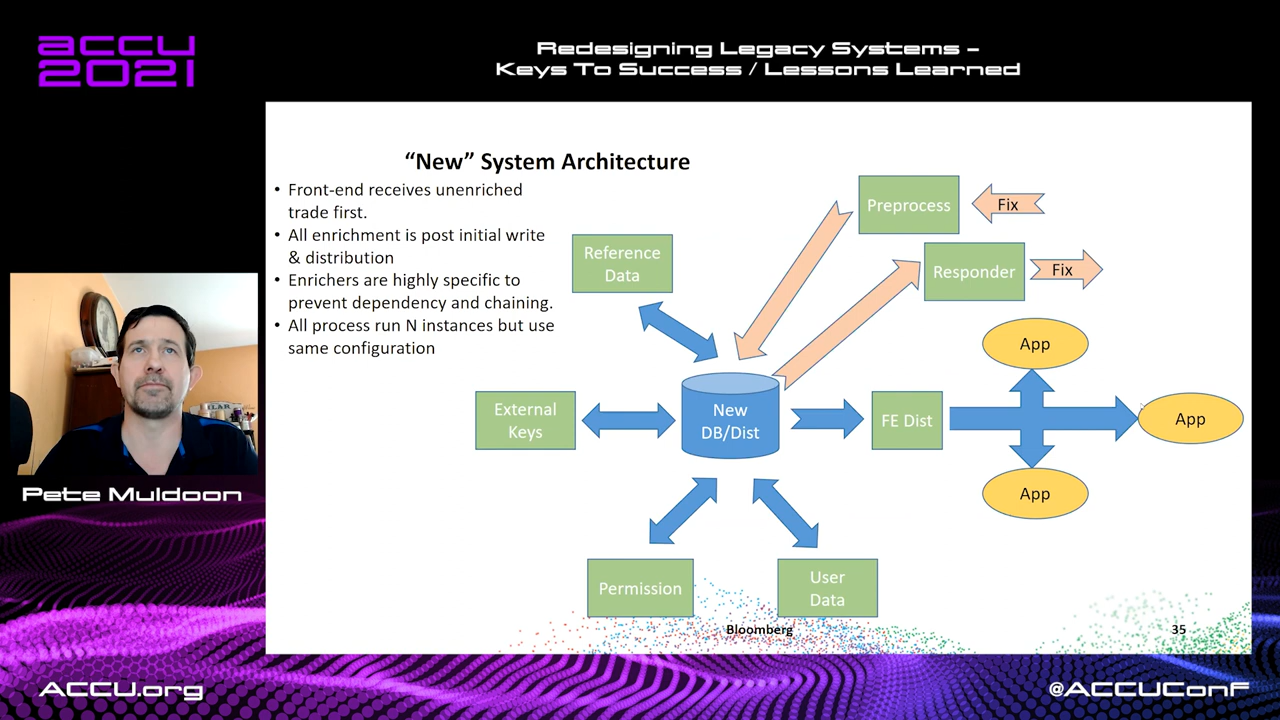 accu
2021
Redesigning Legacy Systems –
Keys To Success / Lessons Learned
“New” System Architecture
• Front-end receives unenriched
trade first.
• All enrichment is post initial write
& distribution
• Enrichers are highly specific to
prevent dependency and chaining.
• All process run N instances but use
same configuration
Preprocess
Fix
Reference
Data
Responder
Fix
App
External
Keys
New
DB/Dist
FE Dist
App
App
Permission
User
Data
Bloomberg
35
Pete Muldoon
ACCU.org
@ACCUConf